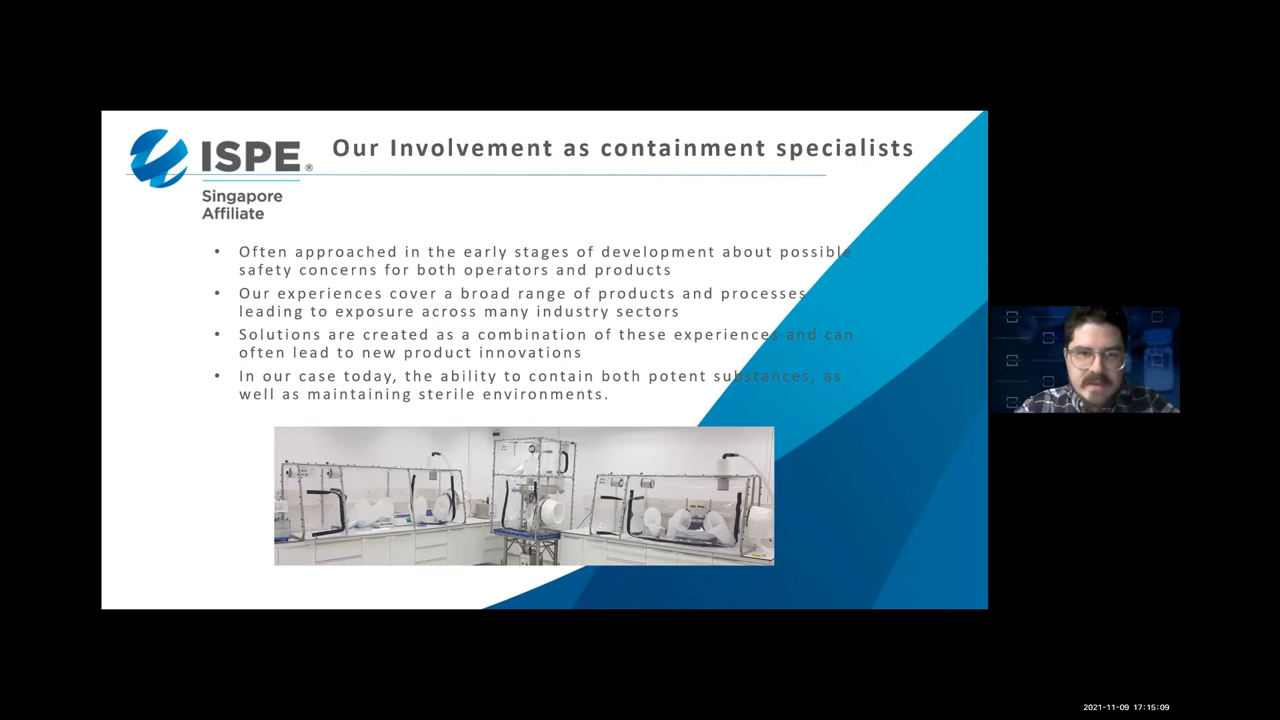 ISPE®
Singapore
Affiliate
Our Involvement as containment specialists
• Often approached in the early stages of development about possible
safety concerns for both operators and products
• Our experiences cover a broad range of products and processes
leading to exposure across many industry sectors
• Solutions are created as a combination of these experiences and can
often lead to new product innovations
• In our case today, the ability to contain both potent substances, as
well as maintaining sterile environments.
2021-11-09 17:15:09